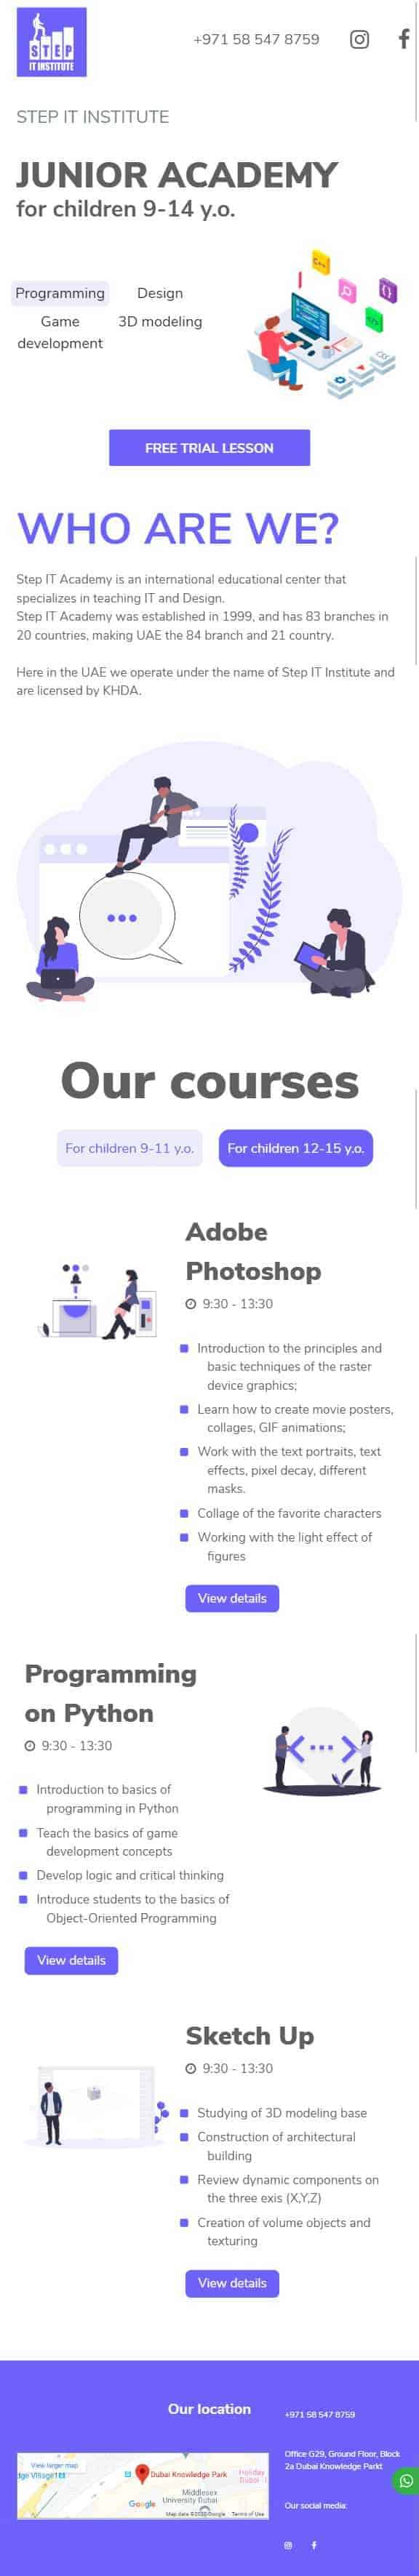 STEP
IT INSTITUTE
+971 58 547 8759
STEP IT INSTITUTE
JUNIOR ACADEMY
for children 9-14 y.o.
Programming
Design
Game
development
3D modeling
C++
</>
{}
CSS
FREE TRIAL LESSON
WHO ARE WE?
Step IT Academy is an international educational center that
specializes in teaching IT and Design.
Step IT Academy was established in 1999, and has 83 branches in
20 countries, making UAE the 84 branch and 21 country.
Here in the UAE we operate under the name of Step IT Institute and
are licensed by KHDA.
Our courses
For children 9-11 y.o.
For children 12-15 y.o.
Adobe
Photoshop
9:30 - 13:30
Introduction to the principles and
basic techniques of the raster
device graphics;
Learn how to create movie posters,
collages, GIF animations;
Work with the text portraits, text
effects, pixel decay, different
masks.
Collage of the favorite characters
Working with the light effect of
figures
View details
Programming
on Python
9:30 - 13:30
Introduction to basics of
programming in Python
Teach the basics of game
development concepts
Develop logic and critical thinking
Introduce students to the basics of
Object-Oriented Programming
View details
Sketch Up
9:30 - 13:30
Studying of 3D modeling base
Construction of architectural
building
Review dynamic components on
the three exis (X,Y,Z)
Creation of volume objects and
texturing
View details
Our location
+971 58 547 8759
Office G29, Ground Floor, Block
2a Dubai Knowledge Parkt
Our social media:
View larger map
Dubai Knowledge Park
Holiday
Dubai
Middlesex
University Dubai
Google
Map data ©2020 Google
Terms of Use